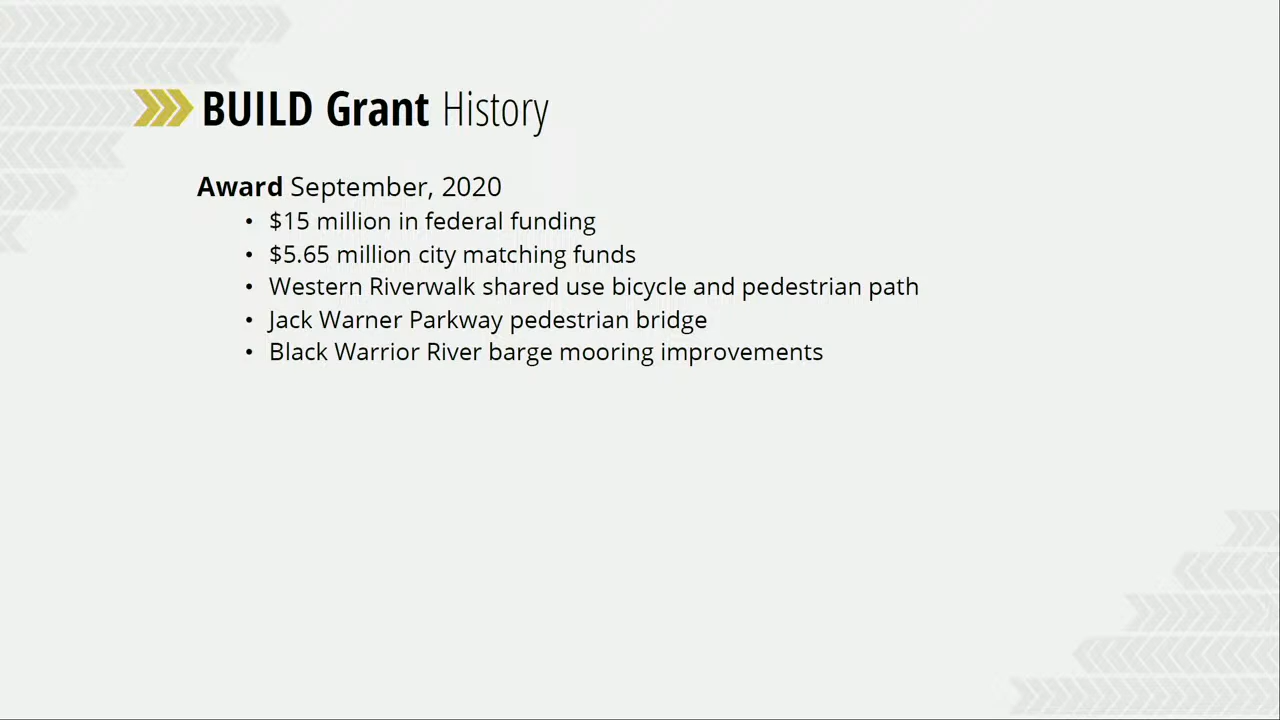 BUILD Grant History
Award September, 2020
• $15 million in federal funding
• $5.65 million city matching funds
• Western Riverwalk shared use bicycle and pedestrian path
• Jack Warner Parkway pedestrian bridge
• Black Warrior River barge mooring improvements